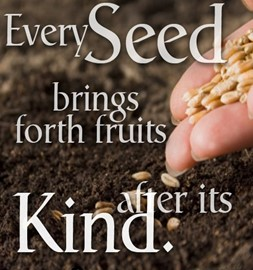 Every Seed
brings
forth fruits
after its
Kind.